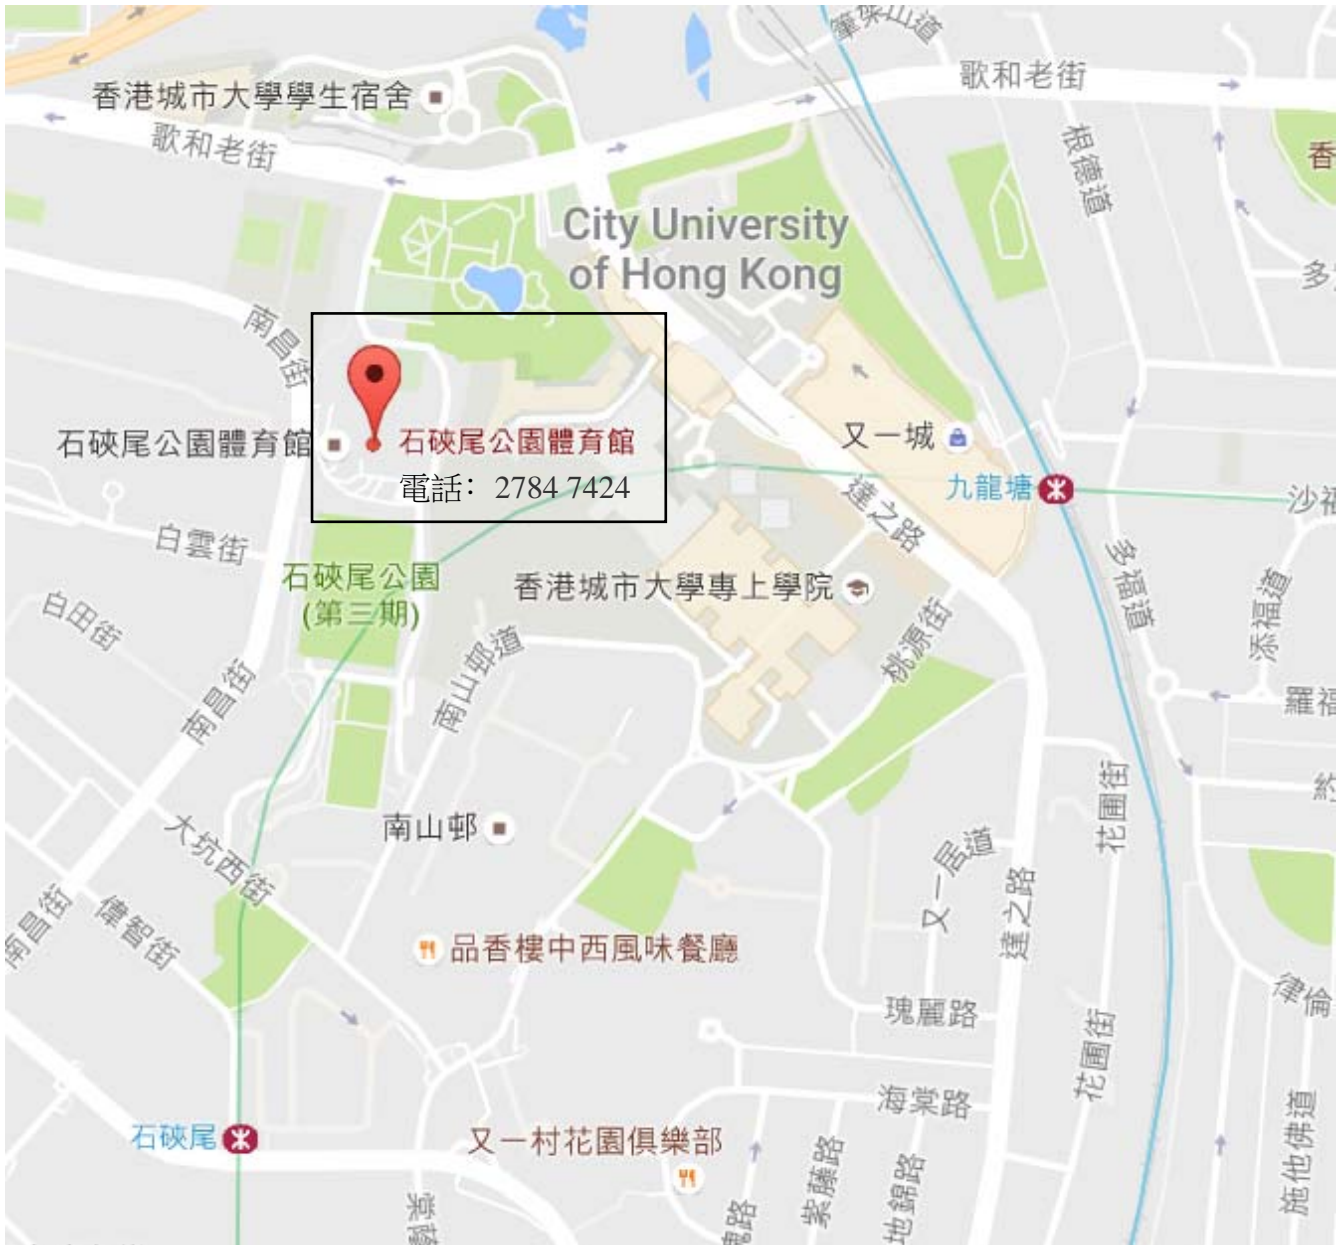 筆架山道
歌和老街
香港城市大學學生宿舍
歌和老街
根德道
香
City University
of Hong Kong
南昌街
石硤尾公園體育館
石硤尾公園體育館
電話： 2784 7424
又一城
九龍塘
達之路
沙福
白雲街
石硤尾公園
(第三期)
香港城市大學專上學院
多福道
添福道
白田街
桃源街
南山邨道
南昌街
羅福
約
花圃街
南山邨
大坑西街
又一居道
達之路
南昌街
偉智街
品香樓中西風味餐廳
律倫
瑰麗路
花圃街
海棠路
石硤尾
又一村花園俱樂部
施他佛道
紫藤路
地錦路
瑰路
棠蔭